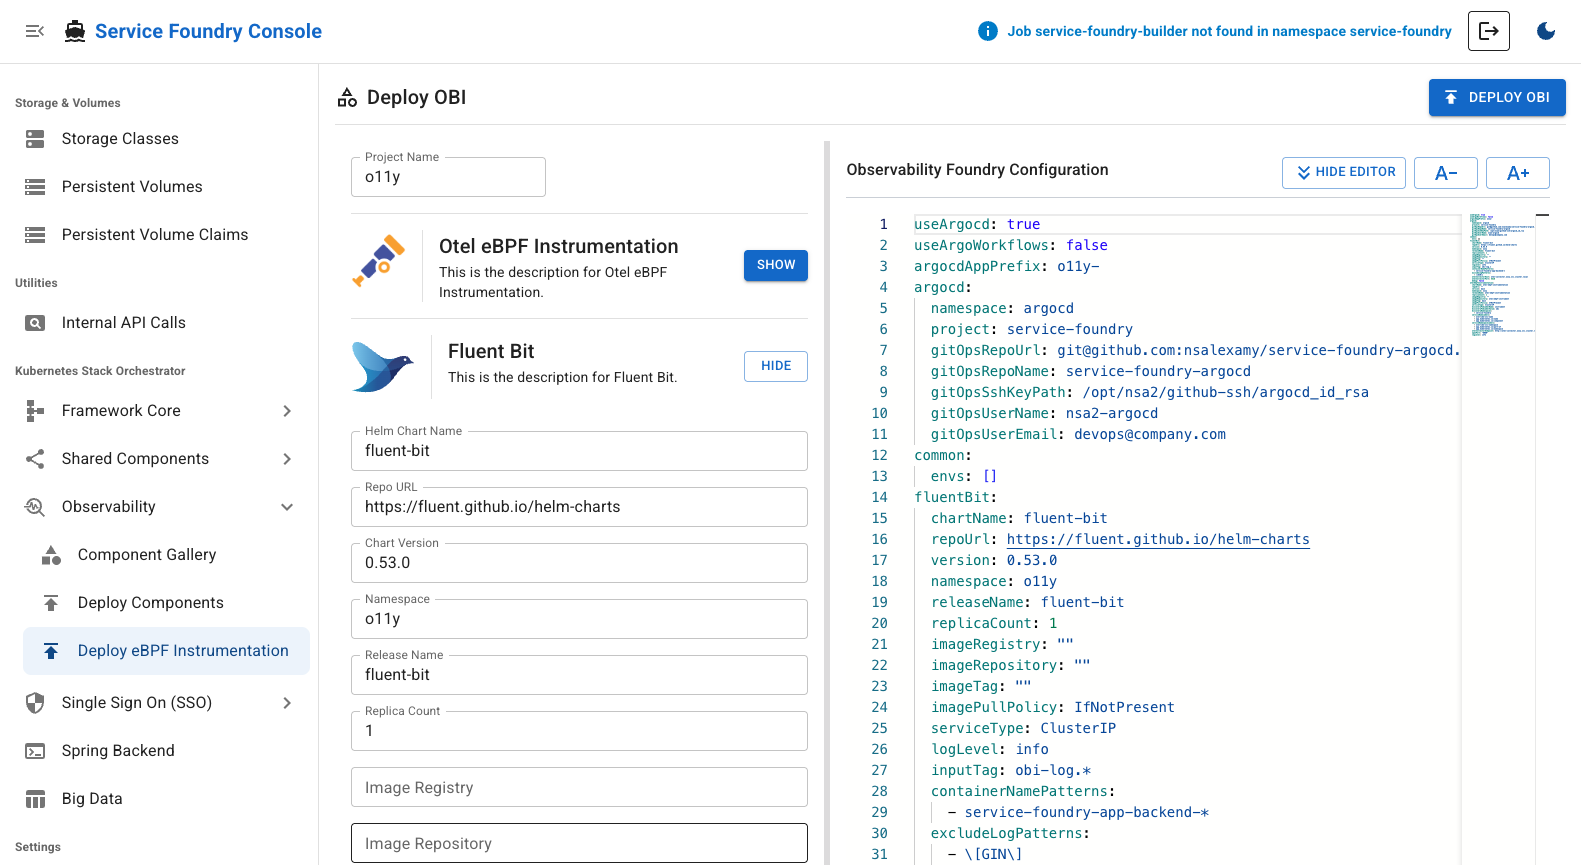 Service Foundry Console
Job service-foundry-builder not found in namespace service-foundry
Storage & Volumes
Storage Classes
Persistent Volumes
Persistent Volume Claims
Utilities
Internal API Calls
Kubernetes Stack Orchestrator
Framework Core
Shared Components
Observability
Component Gallery
Deploy Components
Deploy eBPF Instrumentation
Single Sign On (SSO)
Spring Backend
Big Data
Settings
Deploy OBI
DEPLOY OBI
Project Name
o11y
Otel eBPF Instrumentation
This is the description for Otel eBPF
Instrumentation.
SHOW
Fluent Bit
This is the description for Fluent Bit.
HIDE
Helm Chart Name
fluent-bit
Repo URL
https://fluent.github.io/helm-charts
Chart Version
0.53.0
Namespace
o11y
Release Name
fluent-bit
Replica Count
1
Image Registry
Image Repository
Observability Foundry Configuration
HIDE EDITOR
A-
A+
1 useArgocd: true
2 useArgoWorkflows: false
3 argocdAppPrefix: o11y-
4 argocd:
5 namespace: argocd
6 project: service-foundry
7 gitOpsRepoUrl: git@github.com:nsalexamy/service-foundry-argocd.
8 gitOpsRepoName: service-foundry-argocd
9 gitOpsSshKeyPath: /opt/nsa2/github-ssh/argocd_id_rsa
10 gitOpsUserName: nsa2-argocd
11 gitOpsUserEmail: devops@company.com
12 common:
13 envs: []
14 fluentBit:
15 chartName: fluent-bit
16 repoUrl: https://fluent.github.io/helm-charts
17 version: 0.53.0
18 namespace: o11y
19 releaseName: fluent-bit
20 replicaCount: 1
21 imageRegistry: ""
22 imageRepository: ""
23 imageTag: ""
24 imagePullPolicy: IfNotPresent
25 serviceType: ClusterIP
26 logLevel: info
27 inputTag: obi-log.*
28 containerNamePatterns:
29 - service-foundry-app-backend-*
30 excludeLogPatterns:
31 - \[GIN\]